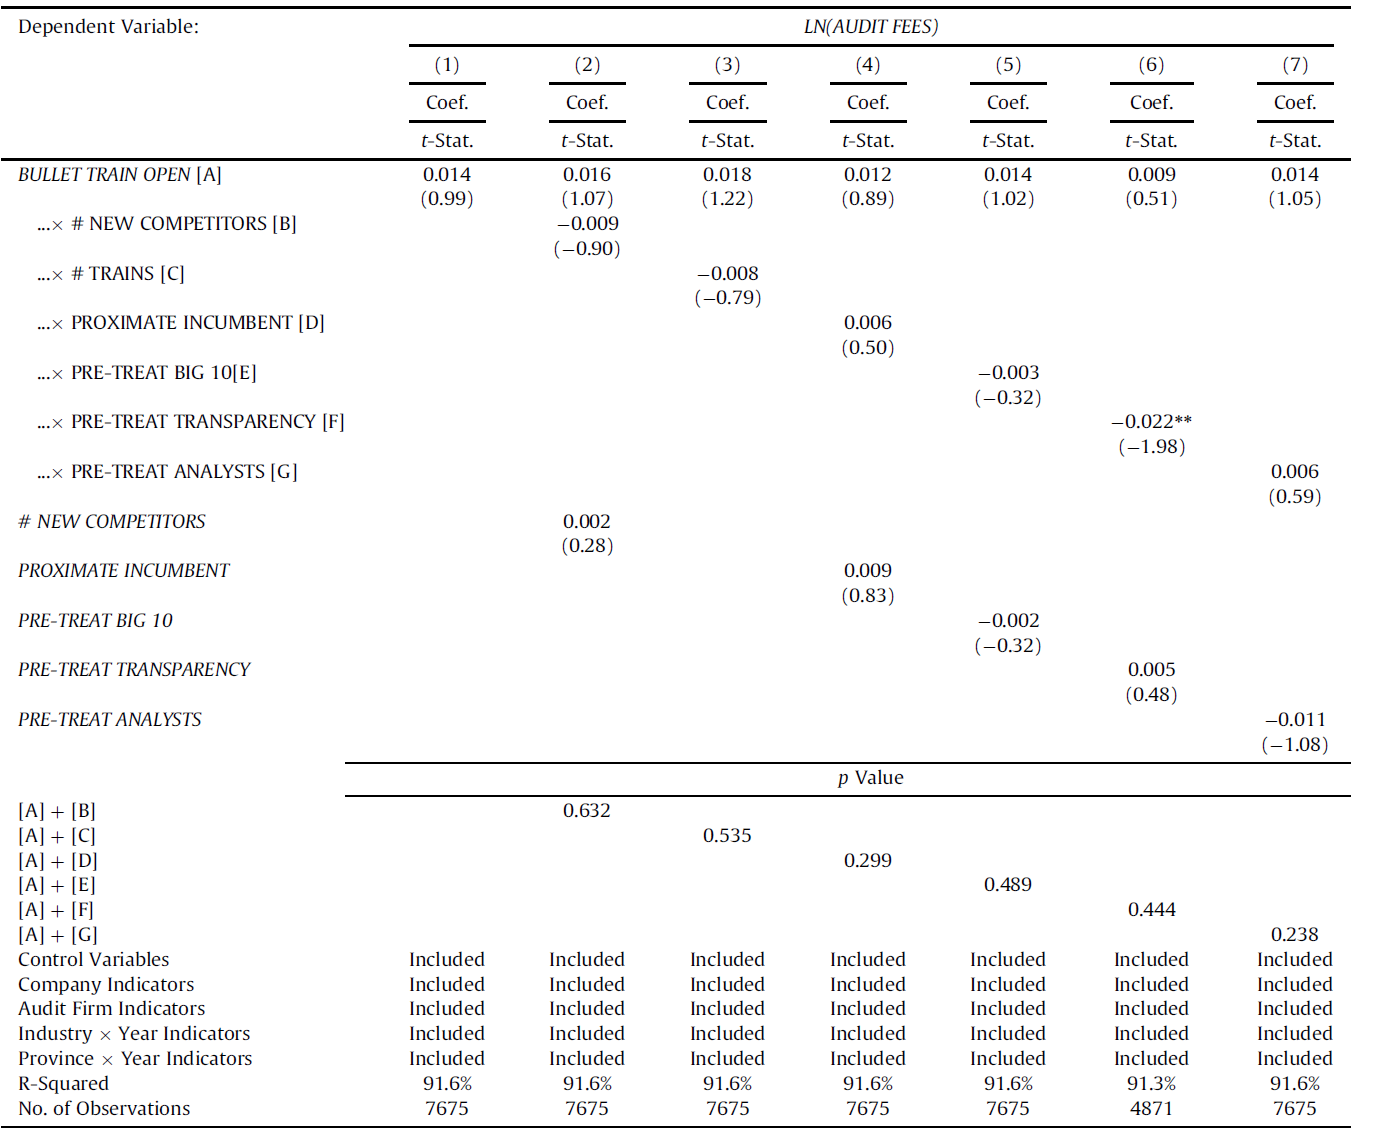 Dependent Variable: LN(AUDIT FEES)
(1) (2) (3) (4) (5) (6) (7)
Coef. Coef. Coef. Coef. Coef. Coef. Coef.
t-Stat. t-Stat. t-Stat. t-Stat. t-Stat. t-Stat. t-Stat.
BULLET TRAIN OPEN [A] 0.014 0.016 0.018 0.012 0.014 0.009 0.014
(0.99) (1.07) (1.22) (0.89) (1.02) (0.51) (1.05)
...× # NEW COMPETITORS [B] −0.009
(−0.90)
...× # TRAINS [C] −0.008
(−0.79)
...× PROXIMATE INCUMBENT [D] 0.006
(0.50)
...× PRE-TREAT BIG 10[E] −0.003
(−0.32)
...× PRE-TREAT TRANSPARENCY [F] −0.022**
(−1.98)
...× PRE-TREAT ANALYSTS [G] 0.006
(0.59)
# NEW COMPETITORS 0.002
(0.28)
PROXIMATE INCUMBENT 0.009
(0.83)
PRE-TREAT BIG 10 −0.002
(−0.32)
PRE-TREAT TRANSPARENCY 0.005
(0.48)
PRE-TREAT ANALYSTS −0.011
(−1.08)
p Value
[A] + [B] 0.632
[A] + [C] 0.535
[A] + [D] 0.299
[A] + [E] 0.489
[A] + [F] 0.444
[A] + [G] 0.238
Control Variables Included Included Included Included Included Included Included
Company Indicators Included Included Included Included Included Included Included
Audit Firm Indicators Included Included Included Included Included Included Included
Industry × Year Indicators Included Included Included Included Included Included Included
Province × Year Indicators Included Included Included Included Included Included Included
R-Squared 91.6% 91.6% 91.6% 91.6% 91.6% 91.3% 91.6%
No. of Observations 7675 7675 7675 7675 7675 4871 7675